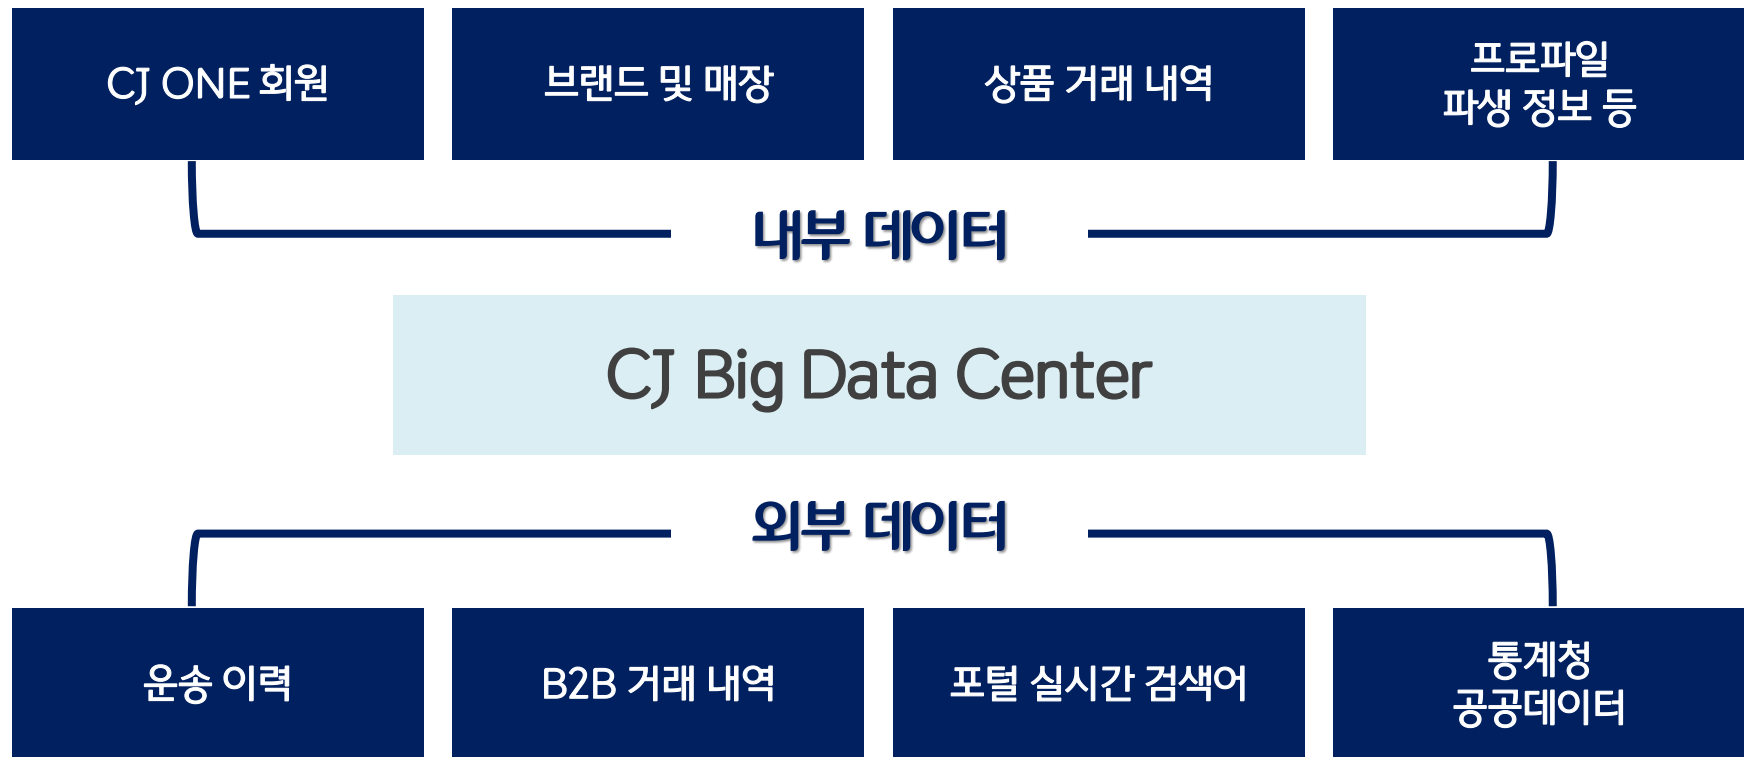 CJ ONE 회원
브랜드 및 매장
상품 거래 내역
프로파일
파생 정보 등
내부 데이터
CJ Big Data Center
외부 데이터
운송 이력
B2B 거래 내역
포털 실시간 검색어
통계청
공공데이터